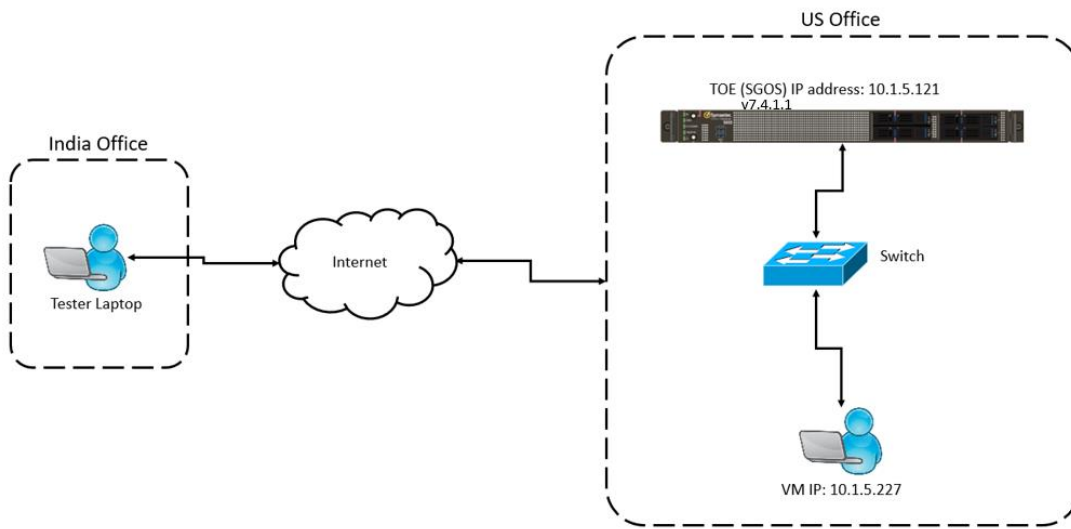 US Office
TOE (SGOS) IP address: 10.1.5.121
v7.4.1.1
Symantec
India Office
Internet
Switch
Tester Laptop
VM IP: 10.1.5.227